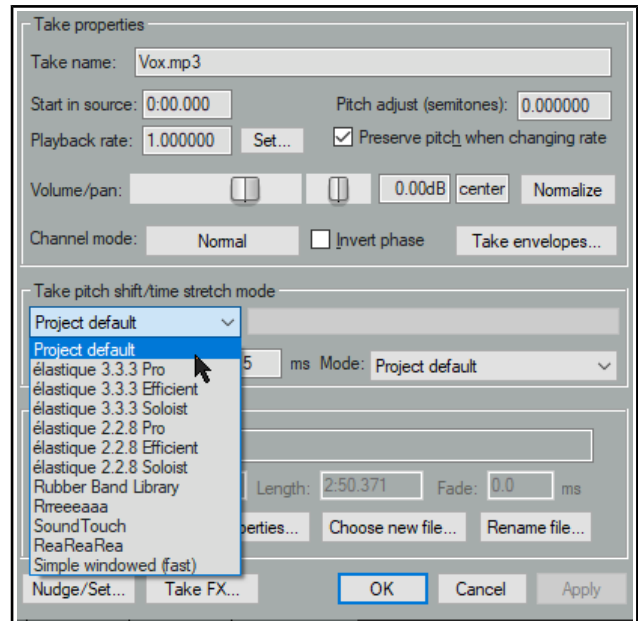 Take properties
Take name: Vox.mp3
Start in source: 0:00.000 Pitch adjust (semitones): 0.000000
Playback rate: 1.000000 Set... Preserve pitch when changing rate
Volume/pan: 0.00dB center Normalize
Channel mode: Normal Invert phase Take envelopes...
Take pitch shift/time stretch mode
Project default
Project default
élastique 3.3.3 Pro
5 ms Mode: Project default
élastique 3.3.3 Efficient
élastique 3.3.3 Soloist
élastique 2.2.8 Pro
élastique 2.2.8 Efficient
élastique 2.2.8 Soloist
Rubber Band Library
Length: 2:50.371 Fade: 0.0 ms
Rrreeeaaa
SoundTouch
perties... Choose new file... Rename file...
ReaReaRea
Simple windowed (fast)
Nudge/Set... Take FX... OK Cancel Apply